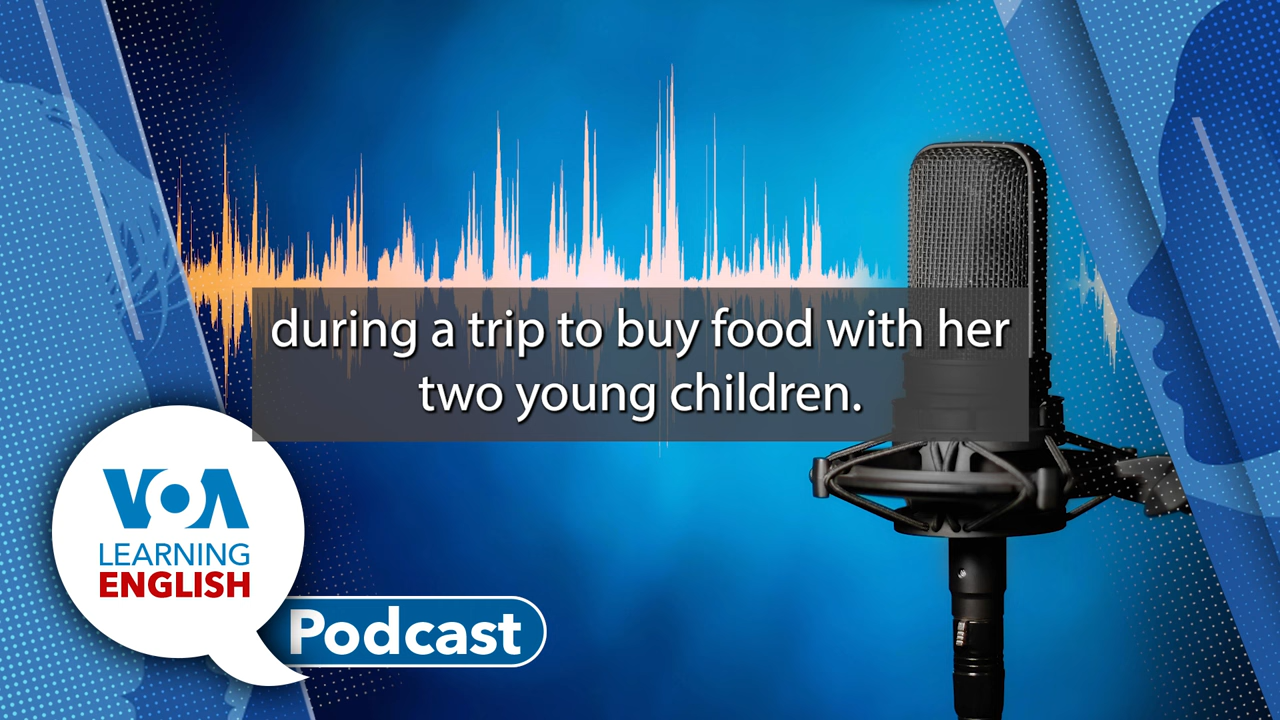 during a trip to buy food with her
two young children.
VOA
LEARNING
ENGLISH
Podcast